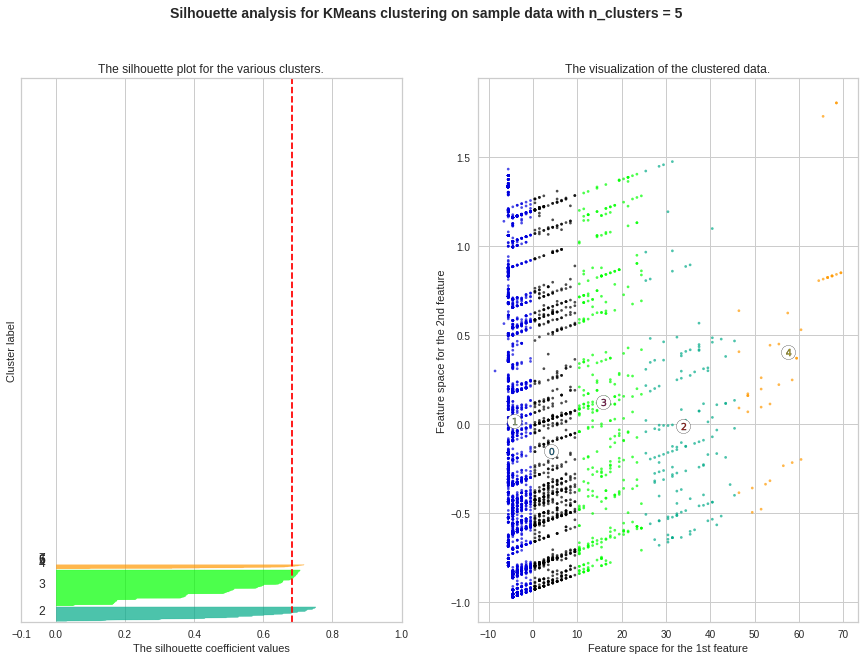 Silhouette analysis for KMeans clustering on sample data with n_clusters = 5
The silhouette plot for the various clusters.
Cluster label
4
3
2
-0.1 0.0 0.2 0.4 0.6 0.8 1.0
The silhouette coefficient values
The visualization of the clustered data.
Feature space for the 2nd feature
1.5
1.0
0.5
0.0
−0.5
−1.0
4
3
1
2
0
−10 0 10 20 30 40 50 60 70
Feature space for the 1st feature